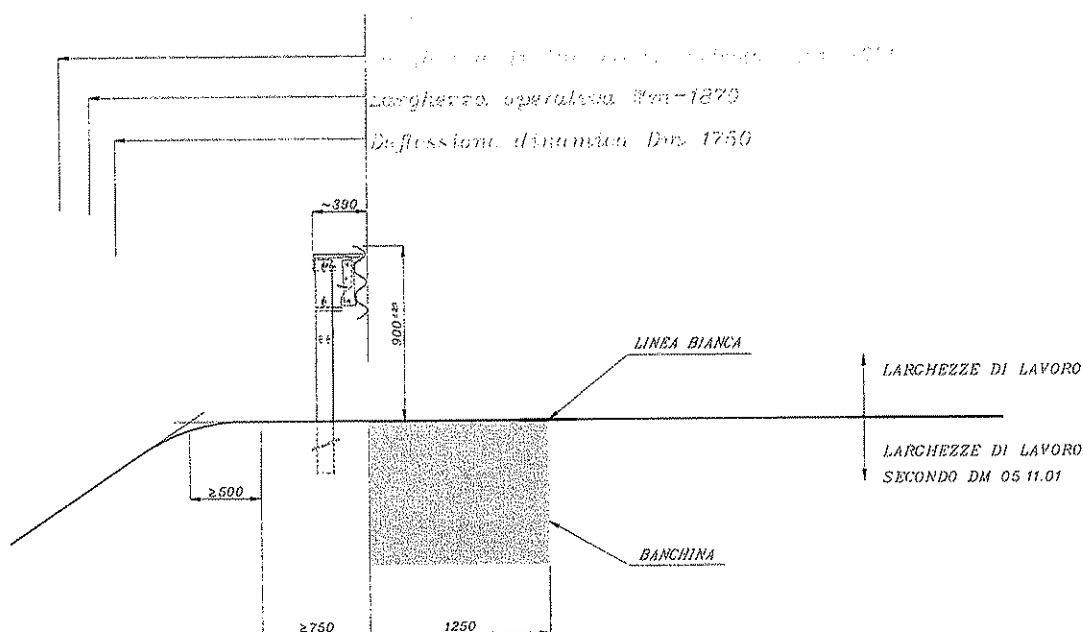 Larghezza operativa Wm=1870
Deflessione dinamica Dm 1750
~390
900
LINEA BIANCA
LARGHEZZE DI LAVORO
LARGHEZZE DI LAVORO
SECONDO DM 05.11.01
≥500
BANCHINA
≥750
1250